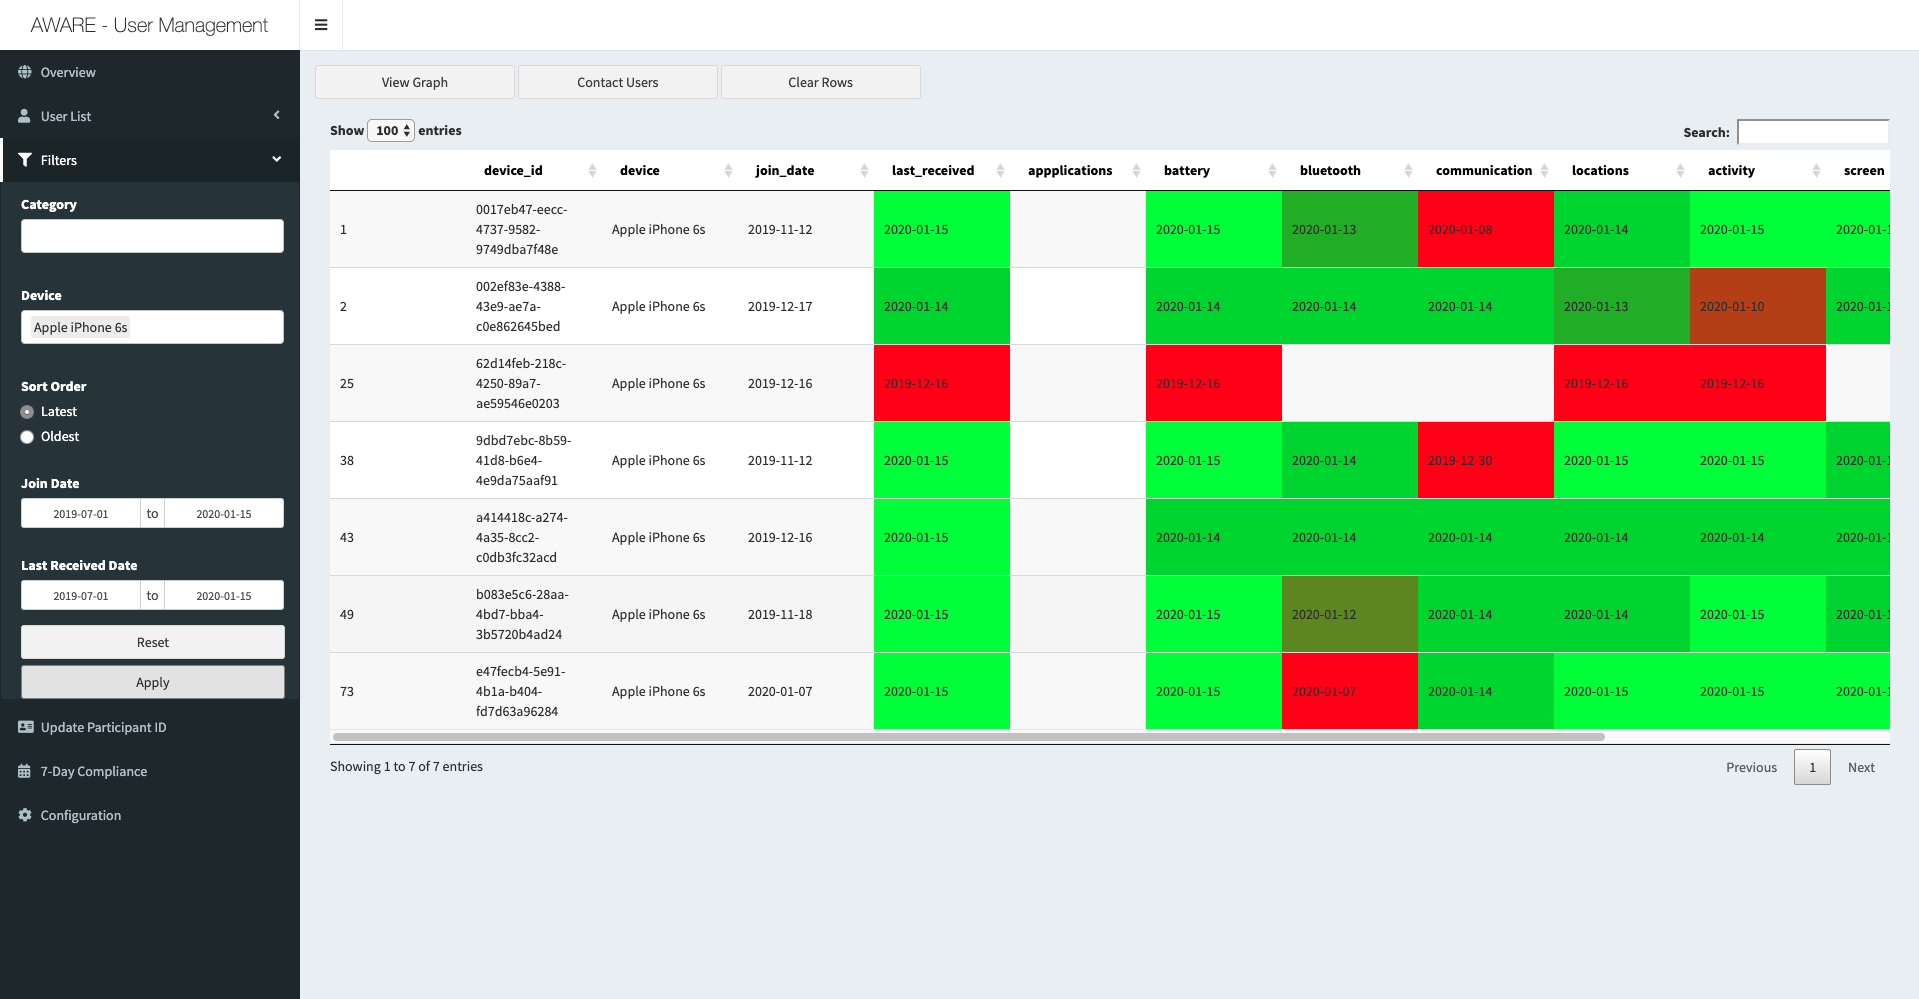 AWARE - User Management
Overview
User List
Filters
Category
Device
Apple iPhone 6s
Sort Order
Latest
Oldest
Join Date
2019-07-01 to 2020-01-15
Last Received Date
2019-07-01 to 2020-01-15
Reset
Apply
Update Participant ID
7-Day Compliance
Configuration
View Graph Contact Users Clear Rows
Show 100 entries Search:
device_id device join_date last_received appplications battery bluetooth communication locations activity screen
0017eb47-eecc-
1 4737-9582- Apple iPhone 6s 2019-11-12 2020-01-15 2020-01-15 2020-01-13 2020-01-08 2020-01-14 2020-01-15 2020-01-1
9749dba7f48e
002ef83e-4388-
2 43e9-ae7a- Apple iPhone 6s 2019-12-17 2020-01-14 2020-01-14 2020-01-14 2020-01-14 2020-01-13 2020-01-10 2020-01-1
c0e862645bed
62d14feb-218c-
25 4250-89a7- Apple iPhone 6s 2019-12-16 2019-12-16 2019-12-16 2019-12-16 2019-12-16
ae59546e0203
9dbd7ebc-8b59-
38 41d8-b6e4- Apple iPhone 6s 2019-11-12 2020-01-15 2020-01-15 2020-01-14 2019-12-30 2020-01-15 2020-01-15 2020-01-1
4e9da75aaf91
a414418c-a274-
43 4a35-8cc2- Apple iPhone 6s 2019-12-16 2020-01-15 2020-01-14 2020-01-14 2020-01-14 2020-01-14 2020-01-14 2020-01-1
c0db3fc32acd
b083e5c6-28aa-
49 4bd7-bba4- Apple iPhone 6s 2019-11-18 2020-01-15 2020-01-15 2020-01-12 2020-01-14 2020-01-14 2020-01-15 2020-01-1
3b5720b4ad24
e47fecb4-5e91-
73 4b1a-b404- Apple iPhone 6s 2020-01-07 2020-01-15 2020-01-15 2020-01-07 2020-01-14 2020-01-15 2020-01-15 2020-01-1
fd7d63a96284
Showing 1 to 7 of 7 entries Previous 1 Next